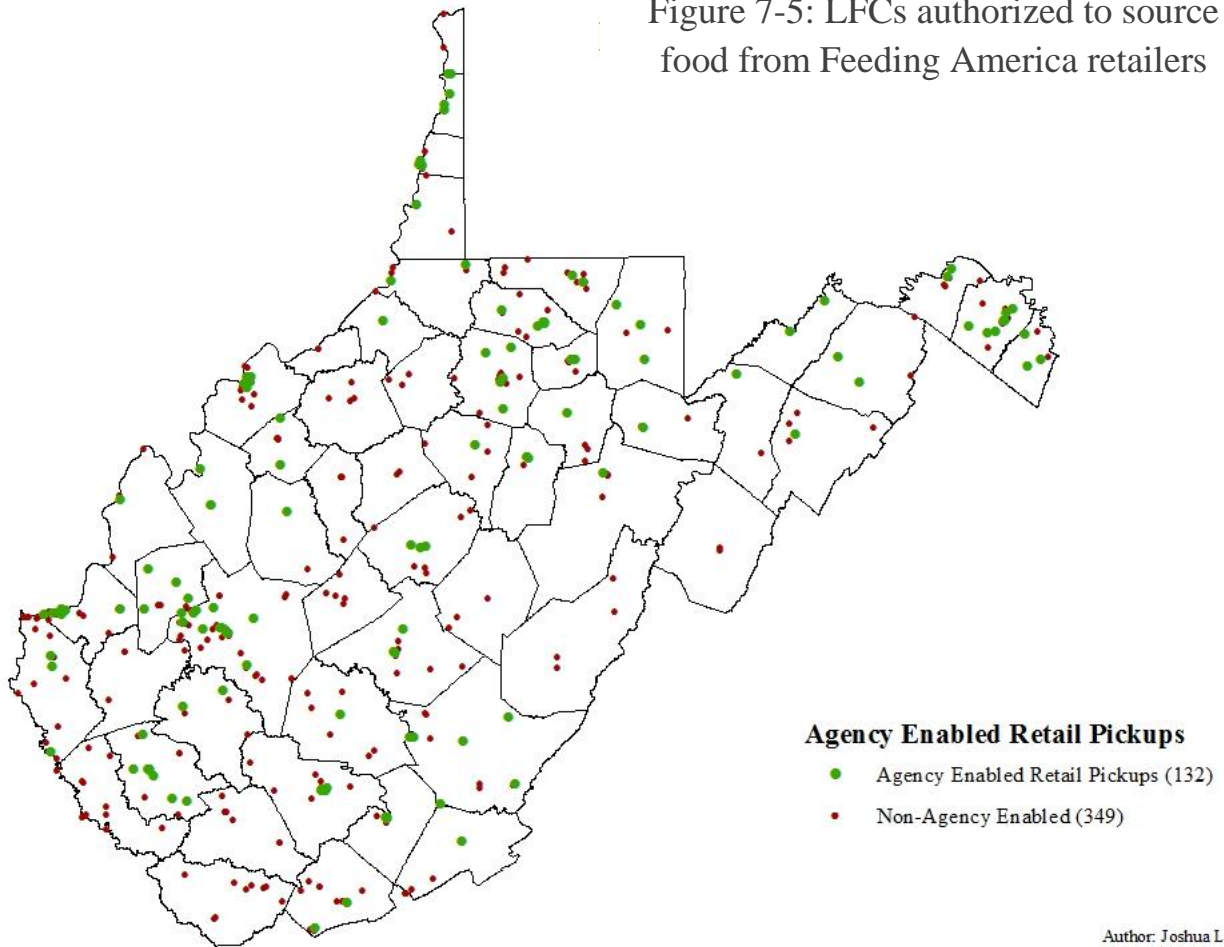 Figure 7-5: LFCs authorized to source
food from Feeding America retailers
Agency Enabled Retail Pickups
Agency Enabled Retail Pickups (132)
Non-Agency Enabled (349)
Author: Joshua L